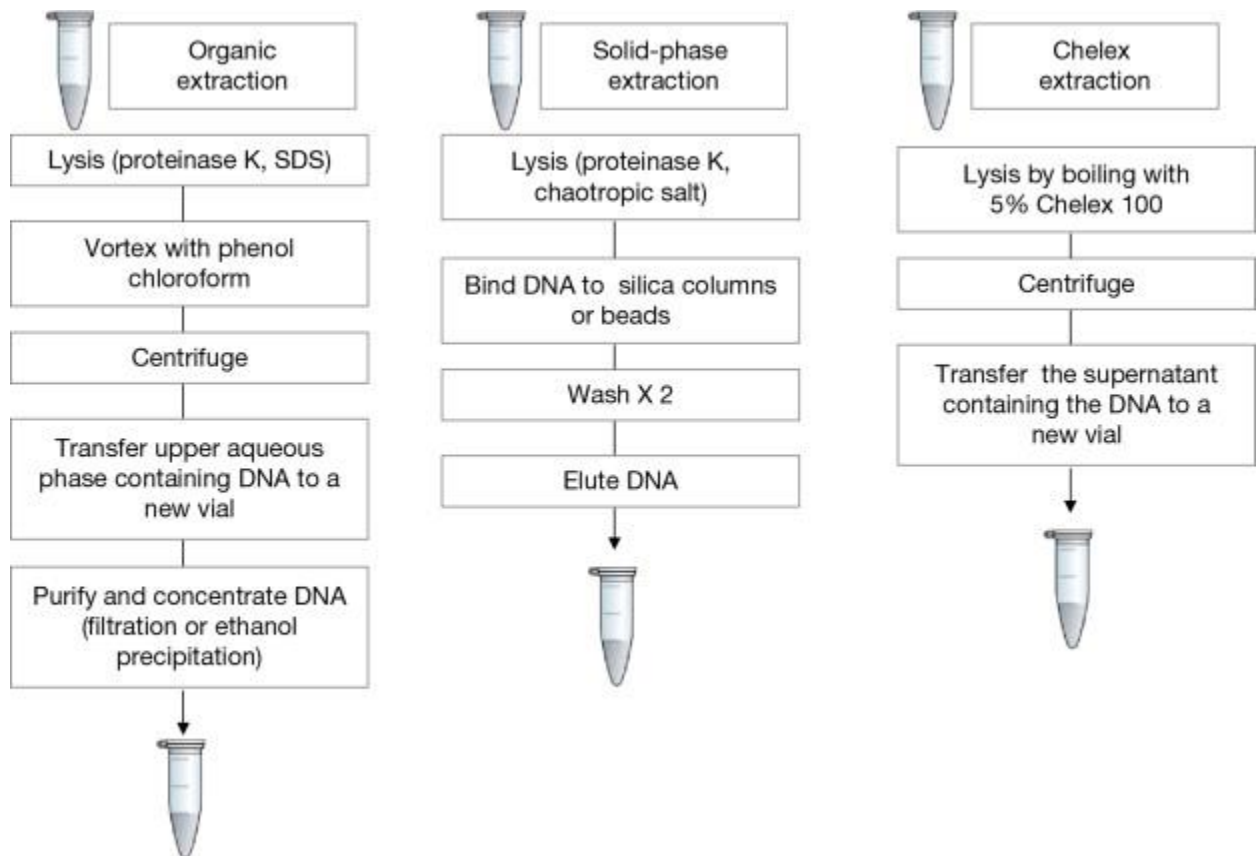 Organic
extraction
Lysis (proteinase K, SDS)
Vortex with phenol
chloroform
Centrifuge
Transfer upper aqueous
phase containing DNA to a
new vial
Purify and concentrate DNA
(filtration or ethanol
precipitation)
Solid-phase
extraction
Lysis (proteinase K,
chaotropic salt)
Bind DNA to silica columns
or beads
Wash X 2
Elute DNA
Chelex
extraction
Lysis by boiling with
5% Chelex 100
Centrifuge
Transfer the supernatant
containing the DNA to a
new vial